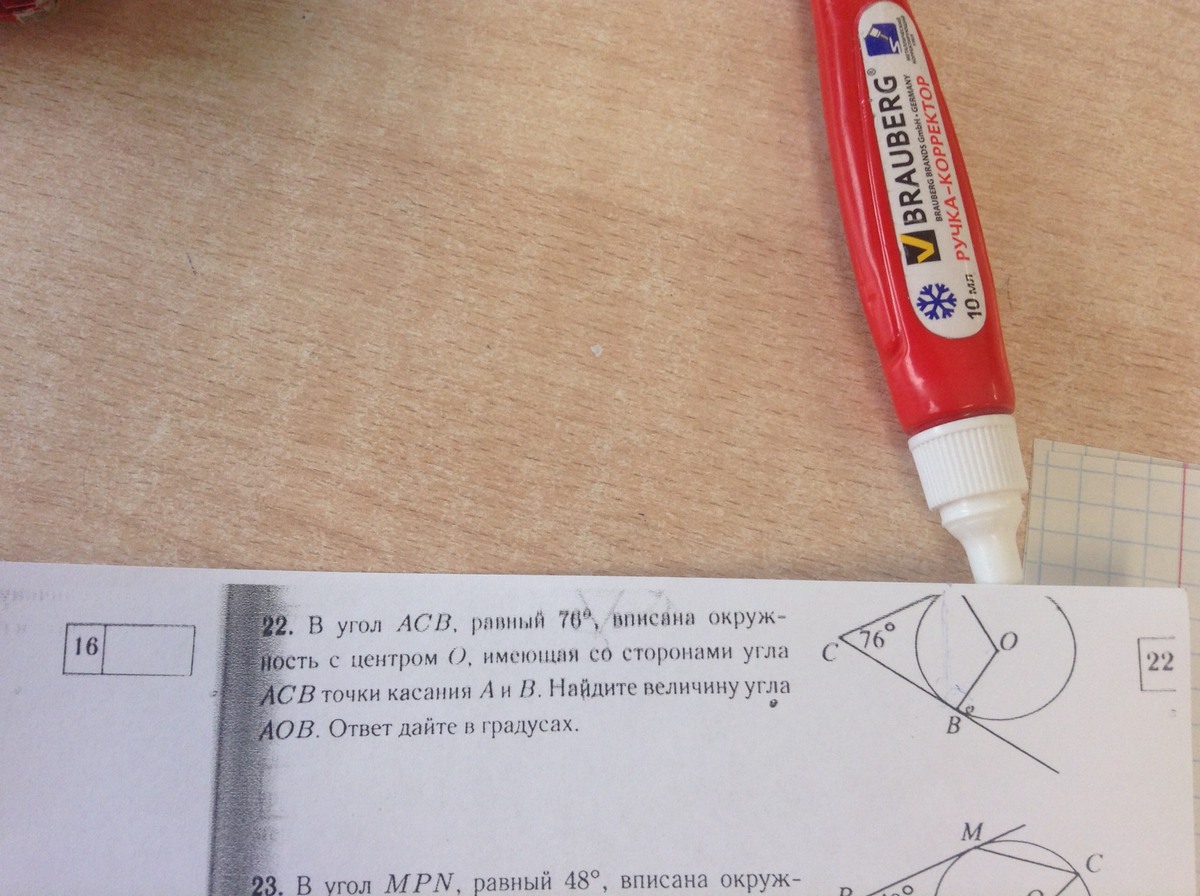 BRAUBERG®
BRAUBERG BRANDS GmbH • GERMANY
РУЧКА-КОРРЕКТОР
10 мл
16
22. В угол ACB, равный 76°, вписана окруж-
ность с центром O, имеющая со сторонами угла
ACB точки касания A и B. Найдите величину угла
AOB. Ответ дайте в градусах.
C
76°
O
B
22
23. В угол MPN, равный 48°, вписана окруж-
M
C